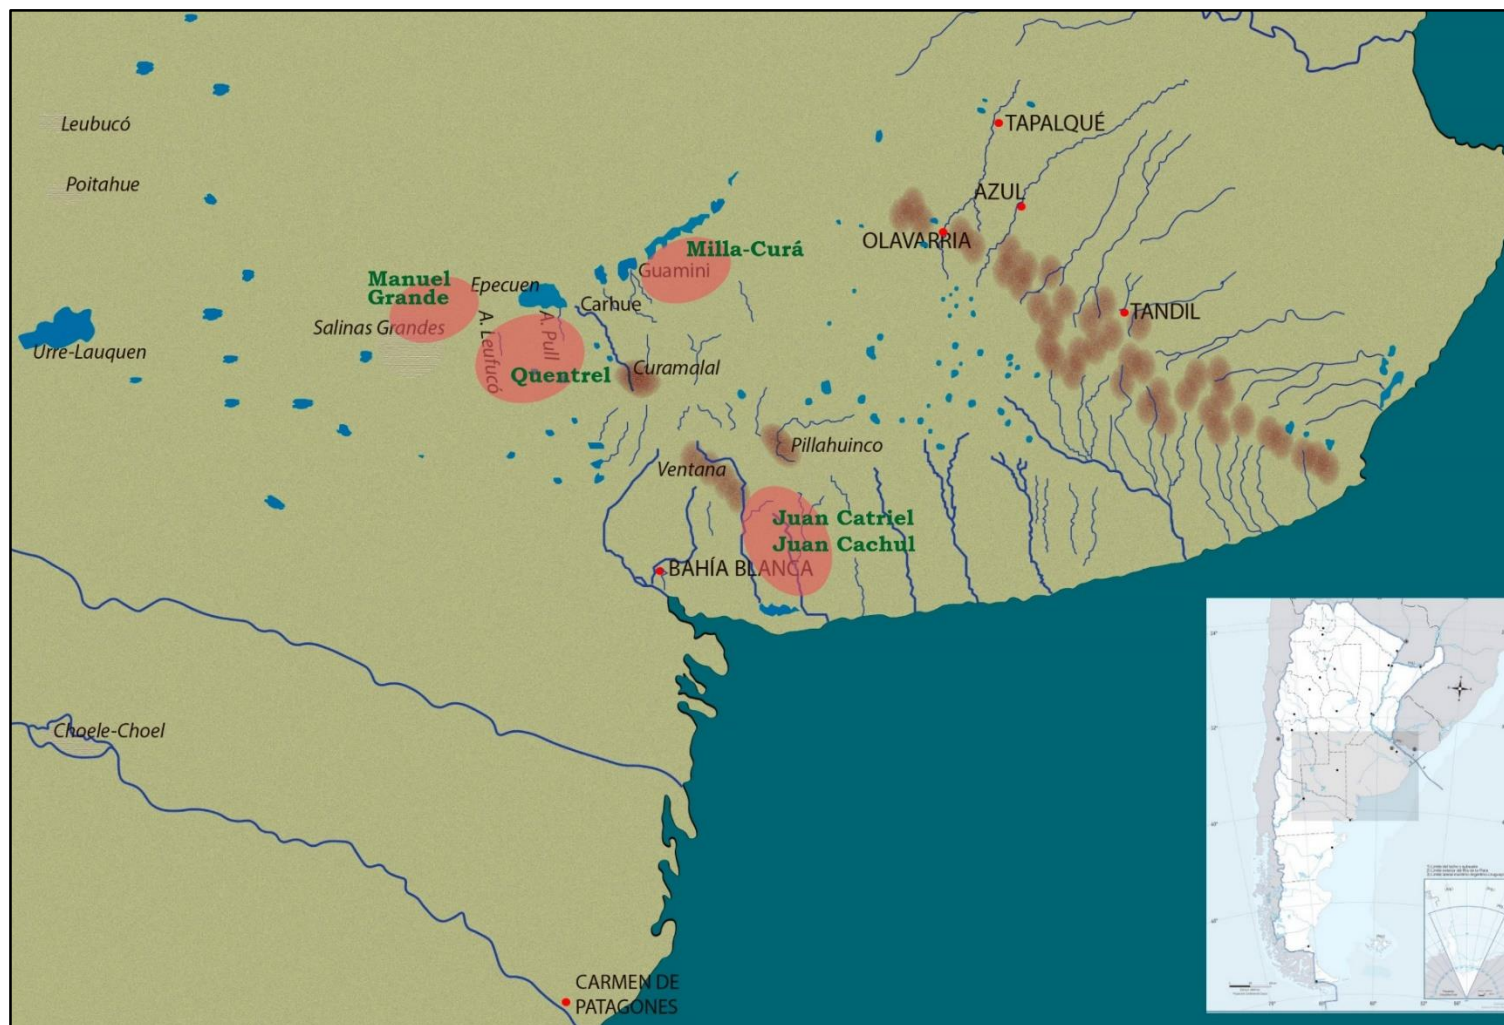 Leubucó
TAPALQUÉ
Poitahue
AZUL
OLAVARRIA
Milla-Curá
Guamini
Manuel
Grande
Epecuen
Carhue
TANDIL
Salinas Grandes
A. Leufucó
A. Pull
Urre-Lauquen
Quentrel
Curamalal
Pillahuinco
Ventana
Juan Catriel
Juan Cachul
BAHÍA BLANCA
Choele-Choel
CARMEN DE
PATAGONES